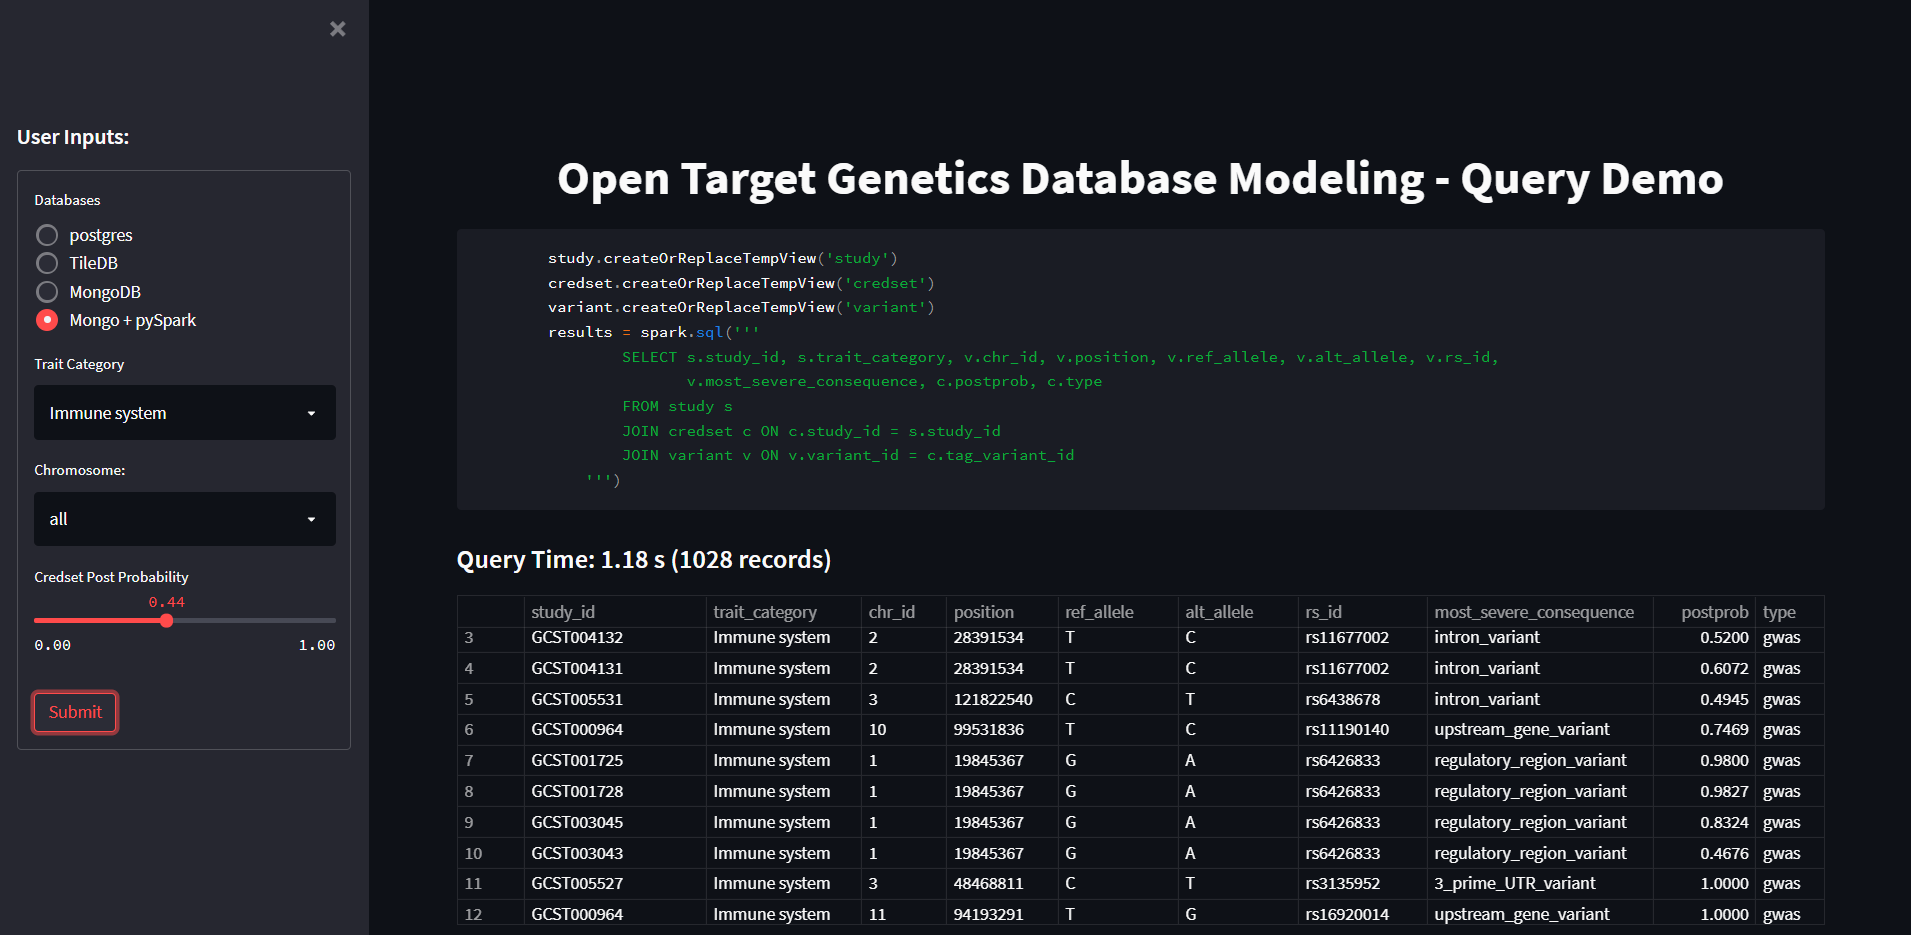 User Inputs:
Databases
postgres
TileDB
MongoDB
Mongo + pySpark
Trait Category
Immune system
Chromosome:
all
Credset Post Probability
0.44
0.00 1.00
Submit
Open Target Genetics Database Modeling - Query Demo
study.createOrReplaceTempView('study')
credset.createOrReplaceTempView('credset')
variant.createOrReplaceTempView('variant')
results = spark.sql('''
SELECT s.study_id, s.trait_category, v.chr_id, v.position, v.ref_allele, v.alt_allele, v.rs_id,
v.most_severe_consequence, c.postprob, c.type
FROM study s
JOIN credset c ON c.study_id = s.study_id
JOIN variant v ON v.variant_id = c.tag_variant_id
''')
Query Time: 1.18 s (1028 records)
study_id trait_category chr_id position ref_allele alt_allele rs_id most_severe_consequence postprob type
3 GCST004132 Immune system 2 28391534 T C rs11677002 intron_variant 0.5200 gwas
4 GCST004131 Immune system 2 28391534 T C rs11677002 intron_variant 0.6072 gwas
5 GCST005531 Immune system 3 121822540 C T rs6438678 intron_variant 0.4945 gwas
6 GCST000964 Immune system 10 99531836 T C rs11190140 upstream_gene_variant 0.7469 gwas
7 GCST001725 Immune system 1 19845367 G A rs6426833 regulatory_region_variant 0.9800 gwas
8 GCST001728 Immune system 1 19845367 G A rs6426833 regulatory_region_variant 0.9827 gwas
9 GCST003045 Immune system 1 19845367 G A rs6426833 regulatory_region_variant 0.8324 gwas
10 GCST003043 Immune system 1 19845367 G A rs6426833 regulatory_region_variant 0.4676 gwas
11 GCST005527 Immune system 3 48468811 C T rs3135952 3_prime_UTR_variant 1.0000 gwas
12 GCST000964 Immune system 11 94193291 T G rs16920014 upstream_gene_variant 1.0000 gwas